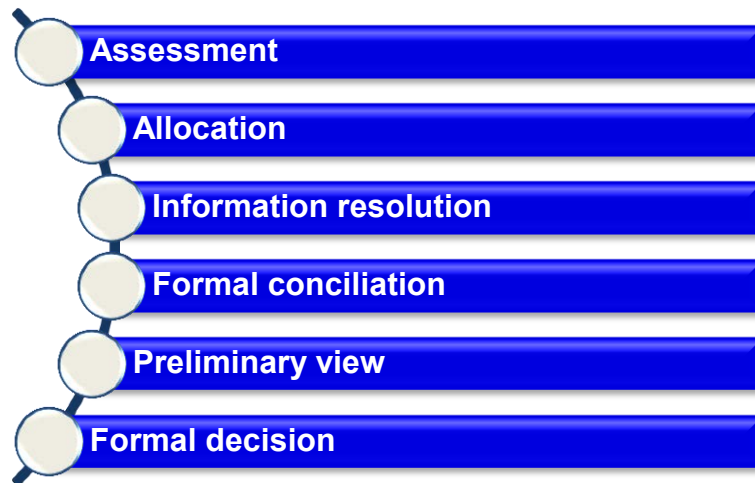 Assessment
Allocation
Information resolution
Formal conciliation
Preliminary view
Formal decision